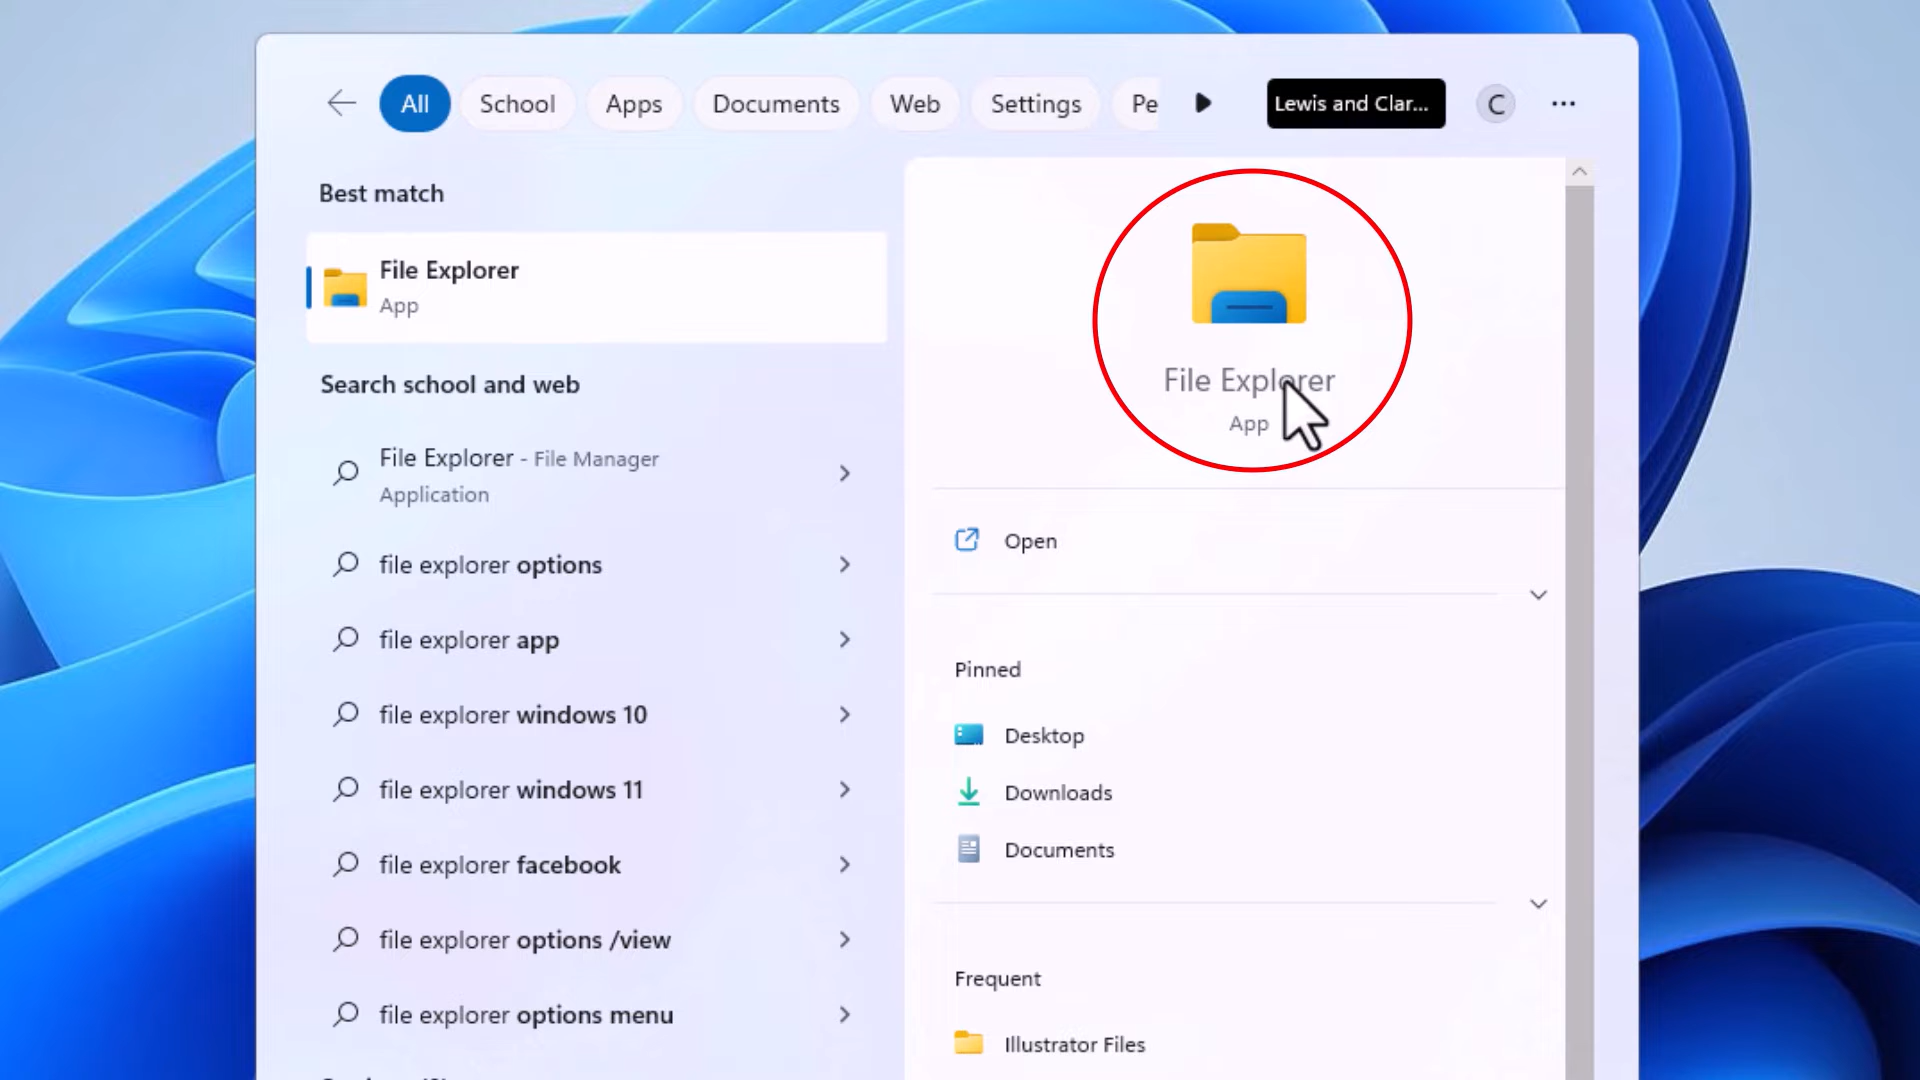 All
School
Apps
Documents
Web
Settings
Pe
Lewis and Clar...
C
Best match
File Explorer
App
Search school and web
File Explorer - File Manager
Application
file explorer options
file explorer app
file explorer windows 10
file explorer windows 11
file explorer facebook
file explorer options /view
file explorer options menu
File Explorer
App
Open
Pinned
Desktop
Downloads
Documents
Frequent
Illustrator Files